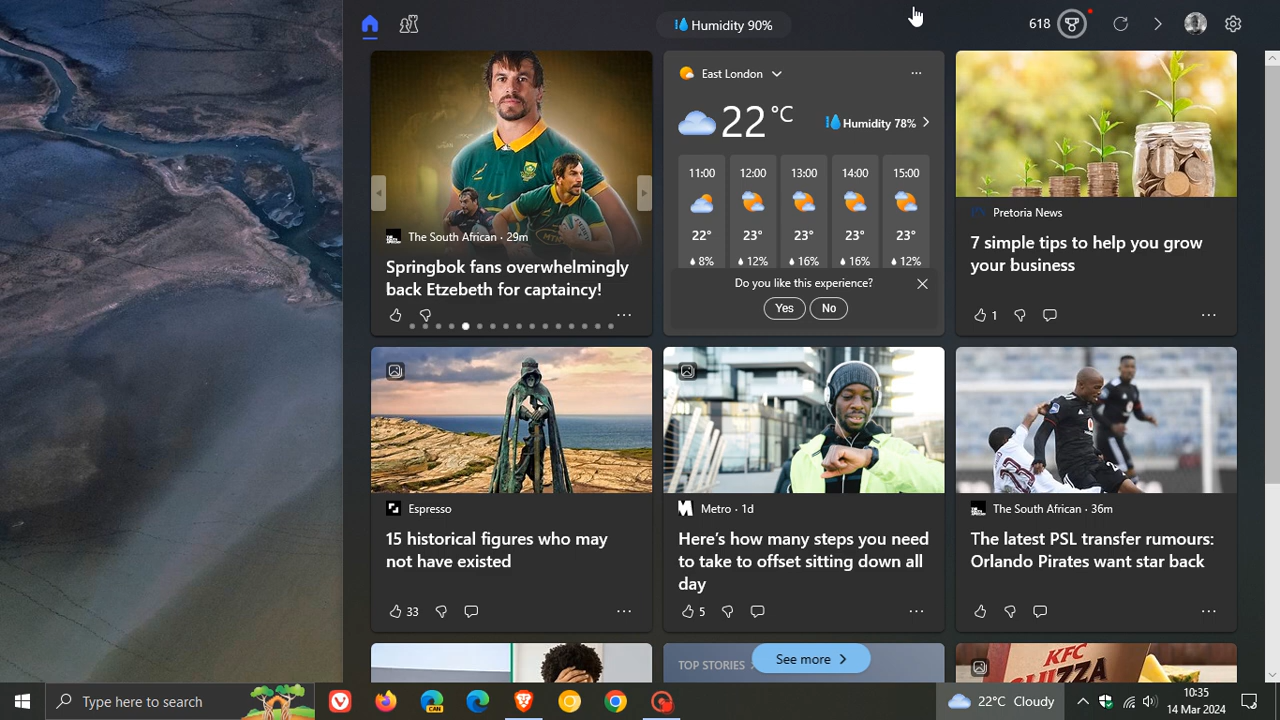 Humidity 90%
618
The South African · 29m
Springbok fans overwhelmingly
back Etzebeth for captaincy!
East London
22°C
Humidity 78%
11:00 12:00 13:00 14:00 15:00
22° 23° 23° 23° 23°
8% 12% 16% 16% 12%
Do you like this experience?
Yes No
Pretoria News
7 simple tips to help you grow
your business
1
Espresso
15 historical figures who may
not have existed
33
Metro · 1d
Here's how many steps you need
to take to offset sitting down all
day
5
The South African · 36m
The latest PSL transfer rumours:
Orlando Pirates want star back
TOP STORIES
See more
KFC
Type here to search
CAN
22°C Cloudy
10:35
14 Mar 2024